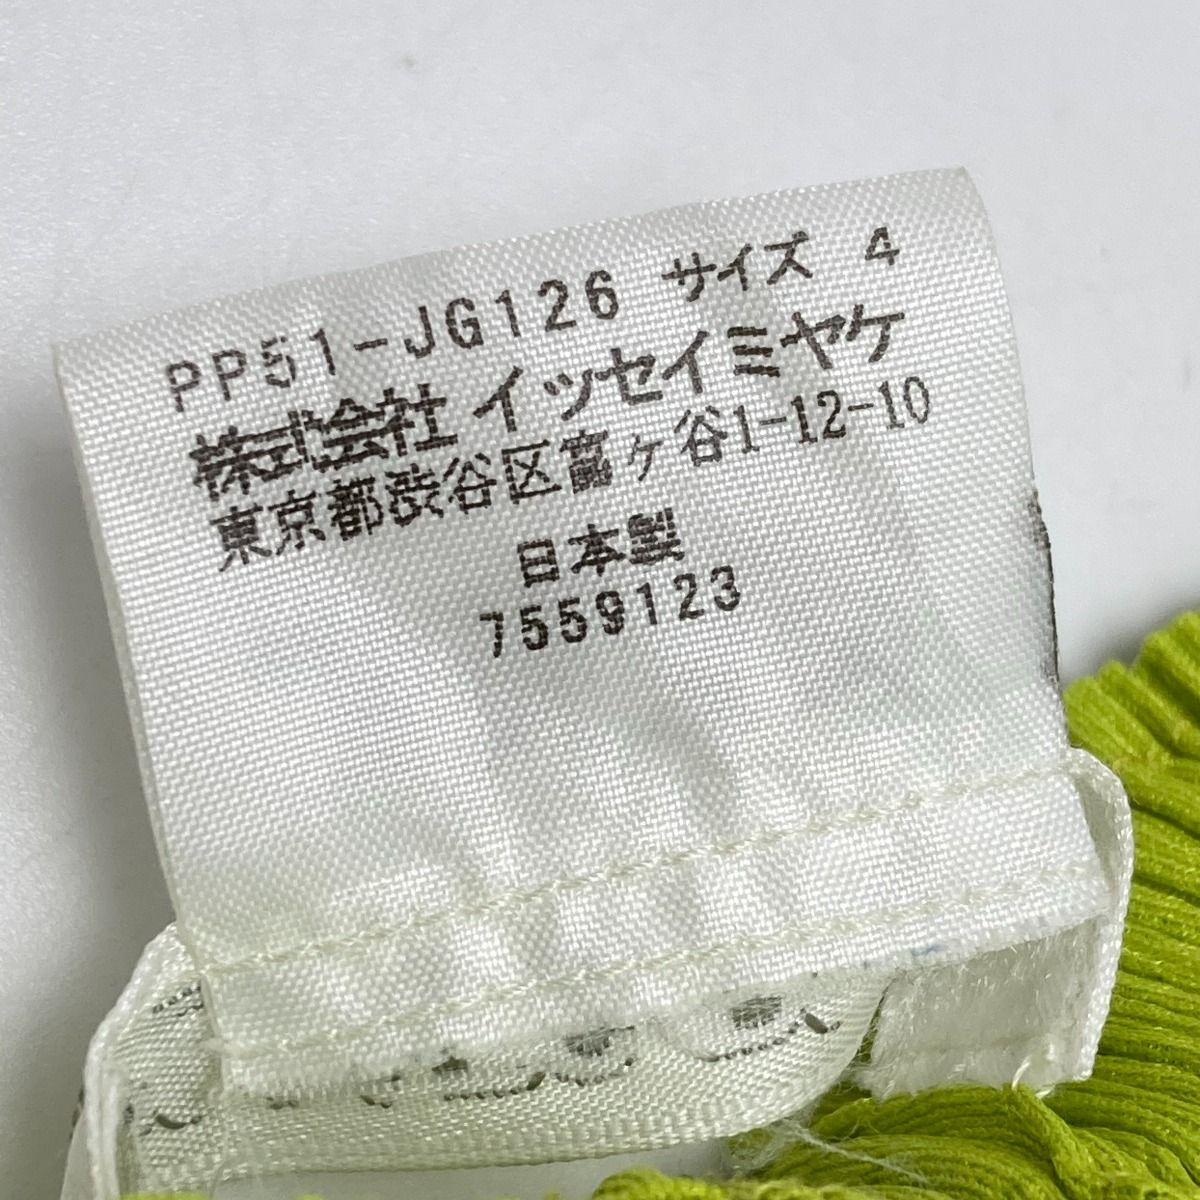 PP51-JG126 サイズ 4
株式会社 イッセイミヤケ
東京都渋谷区富ヶ谷1-12-10
日本製
7559123